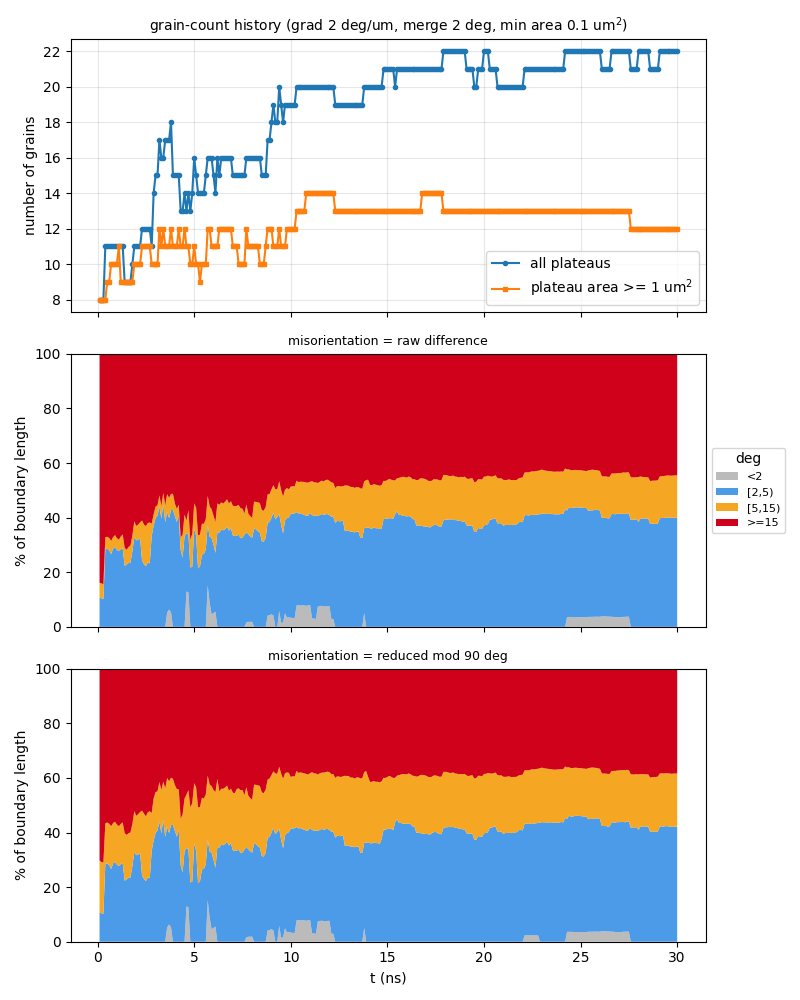 grain-count history (grad 2 deg/um, merge 2 deg, min area 0.1 um²)
number of grains
22
20
18
16
14
12
10
8
all plateaus
plateau area >= 1 um²
misorientation = raw difference
% of boundary length
100
80
60
40
20
0
deg
<2
[2,5)
[5,15)
>=15
misorientation = reduced mod 90 deg
% of boundary length
100
80
60
40
20
0
0 5 10 15 20 25 30
t (ns)